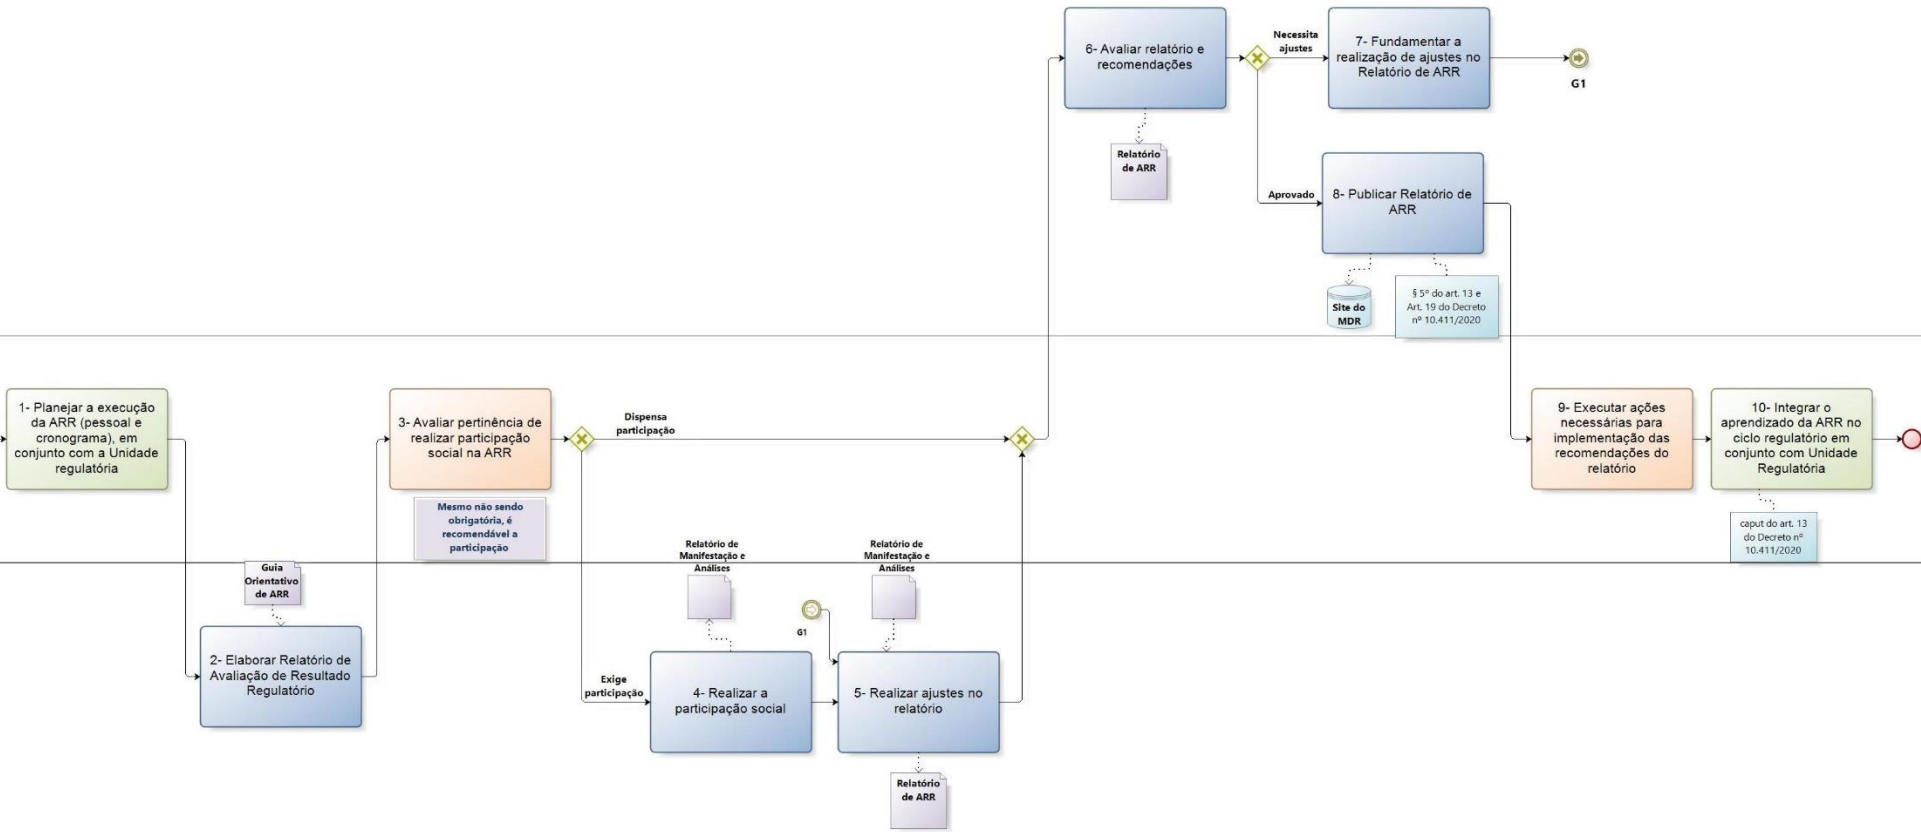 6- Avaliar relatório e
recomendações
Necessita
ajustes
7- Fundamentar a
realização de ajustes no
Relatório de ARR
G1
Relatório
de ARR
Aprovado
8- Publicar Relatório de
ARR
Site do
MDR
§ 5º do art. 13 e
Art. 19 do Decreto
nº 10.411/2020
1- Planejar a execução
da ARR (pessoal e
cronograma), em
conjunto com a Unidade
regulatória
3- Avaliar pertinência de
realizar participação
social na ARR
Dispensa
participação
Mesmo não sendo
obrigatória, é
recomendável a
participação
9- Executar ações
necessárias para
implementação das
recomendações do
relatório
10- Integrar o
aprendizado da ARR no
ciclo regulatório em
conjunto com Unidade
Regulatória
caput do art. 13
do Decreto nº
10.411/2020
Guia
Orientativo
de ARR
2- Elaborar Relatório de
Avaliação de Resultado
Regulatório
Relatório de
Manifestação e
Análises
Relatório de
Manifestação e
Análises
G1
Exige
participação
4- Realizar a
participação social
5- Realizar ajustes no
relatório
Relatório
de ARR